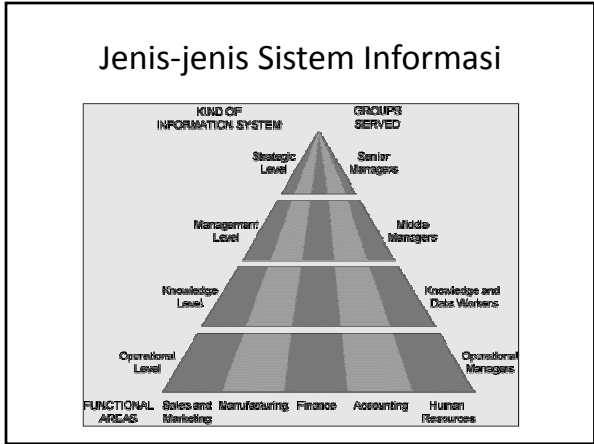 Jenis-jenis Sistem Informasi
KIND OF
INFORMATION SYSTEM
GROUPS
SERVED
Strategic
Level
Senior
Managers
Management
Level
Middle
Managers
Knowledge
Level
Knowledge and
Data Workers
Operational
Level
Operational
Managers
FUNCTIONAL
AREAS
Sales and
Marketing
Manufacturing
Finance
Accounting
Human
Resources